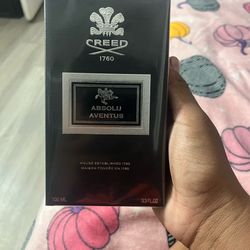 CREED
1760
ABSOLU
AVENTUS
HOUSE ESTABLISHED 1760
MAISON FONDÉE EN 1760
100 ML
3.3 FL.OZ